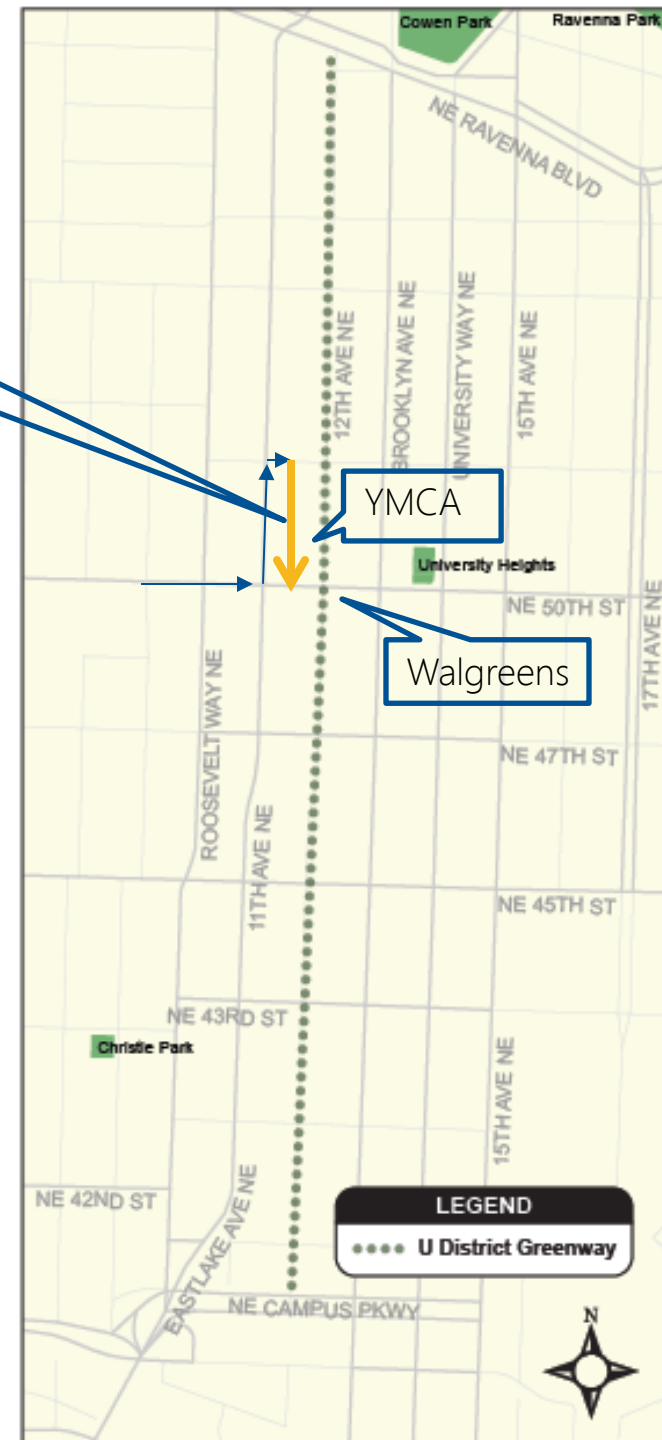 Cowen Park
Ravenna Park
NE RAVENNA BLVD
12TH AVE NE
BROOKLYN AVE NE
UNIVERSITY WAY NE
15TH AVE NE
YMCA
University Heights
NE 50TH ST
17TH AVE NE
Walgreens
ROOSEVELT WAY NE
NE 47TH ST
11TH AVE NE
NE 45TH ST
NE 43RD ST
Christie Park
15TH AVE NE
NE 42ND ST
EASTLAKE AVE NE
LEGEND
U District Greenway
NE CAMPUS PKWY
N